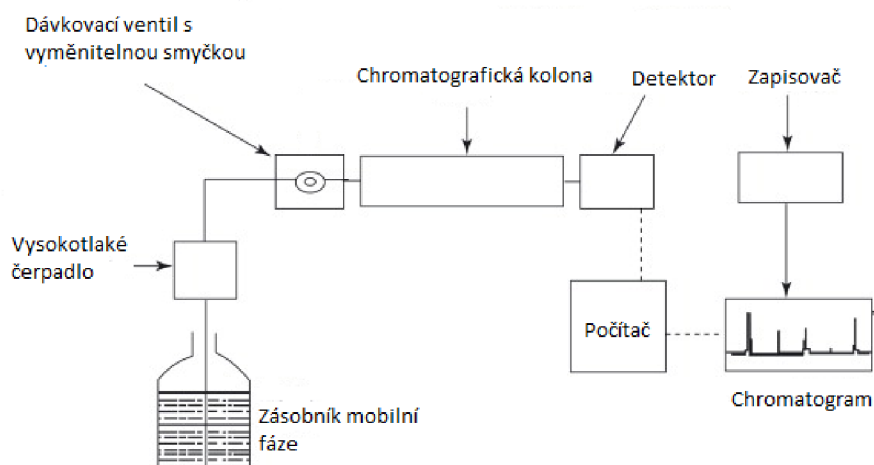 Dávkovací ventil s
vyměnitelnou smyčkou
Chromatografická kolona
Detektor
Zapisovač
Vysokotlaké
čerpadlo
Počítač
Chromatogram
Zásobník mobilní
fáze